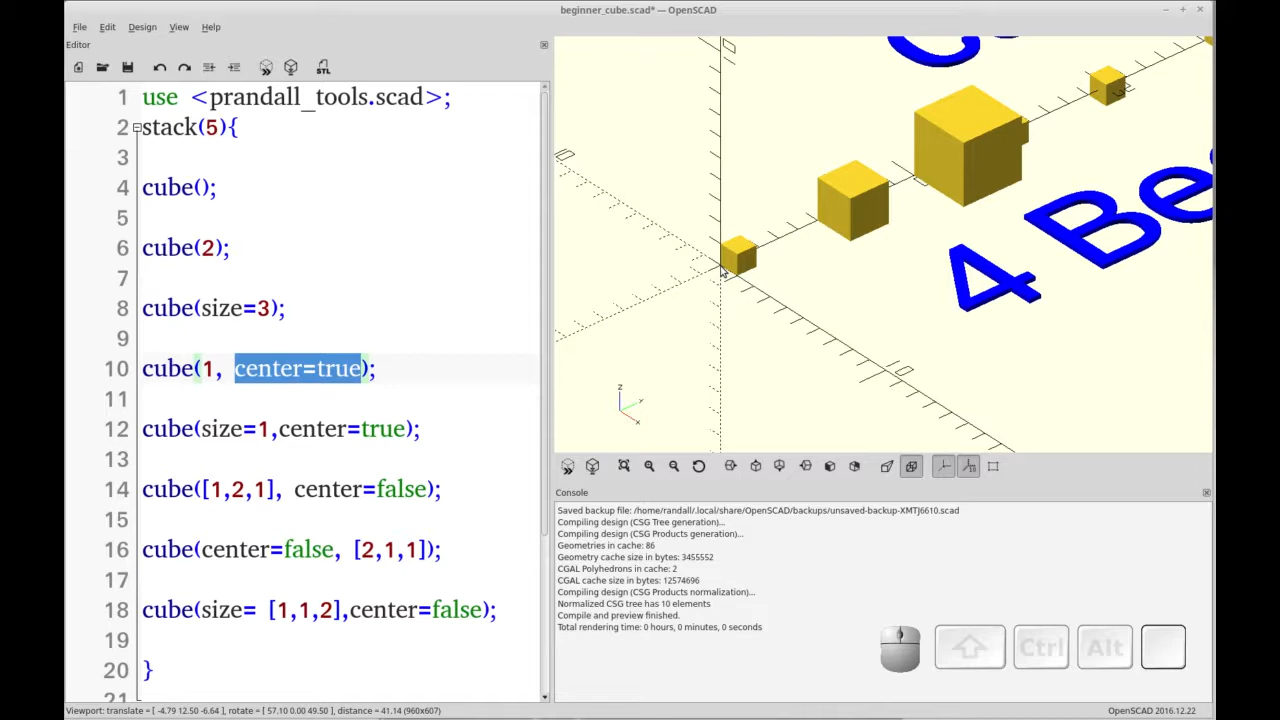 beginner_cube.scad* — OpenSCAD
File Edit Design View Help
Editor
STL
1 use <prandall_tools.scad>;
2 stack(5){
3
4 cube();
5
6 cube(2);
7
8 cube(size=3);
9
10 cube(1, center=true);
11
12 cube(size=1,center=true);
13
14 cube([1,2,1], center=false);
15
16 cube(center=false, [2,1,1]);
17
18 cube(size= [1,1,2],center=false);
19
20 }
21
4 Be
z
y
x
Console
Saved backup file: /home/randall/.local/share/OpenSCAD/backups/unsaved-backup-XMTJ6610.scad
Compiling design (CSG Tree generation)...
Compiling design (CSG Products generation)...
Geometries in cache: 86
Geometry cache size in bytes: 3455552
CGAL Polyhedrons in cache: 2
CGAL cache size in bytes: 12574696
Compiling design (CSG Products normalization)...
Normalized CSG tree has 10 elements
Compile and preview finished.
Total rendering time: 0 hours, 0 minutes, 0 seconds
Ctrl
Alt
Viewport: translate = [ -4.79 12.50 -6.64 ], rotate = [ 57.10 0.00 49.50 ], distance = 41.14 (960x607)
OpenSCAD 2016.12.22